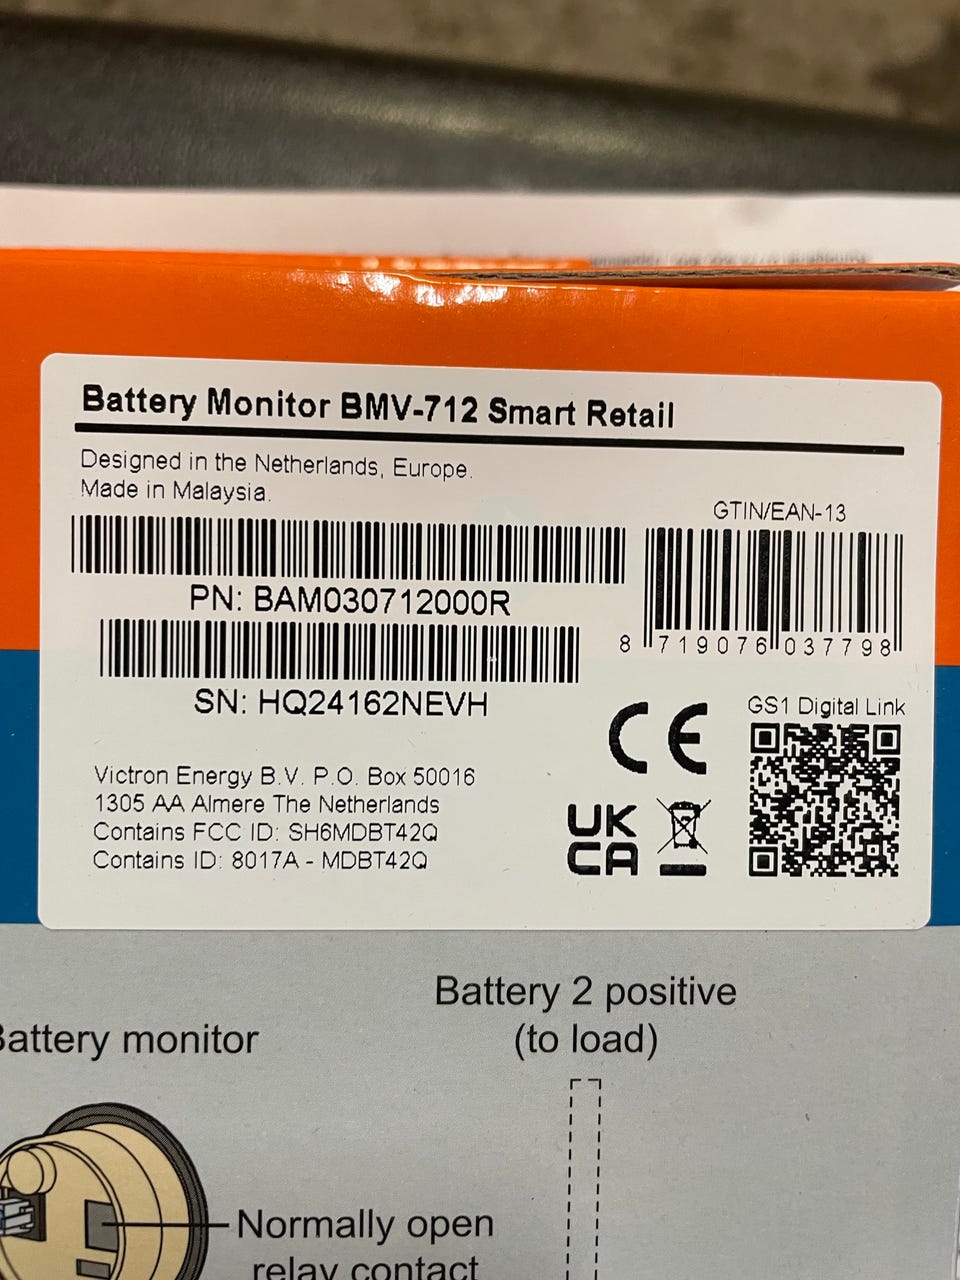 Battery Monitor BMV-712 Smart Retail
Designed in the Netherlands, Europe.
Made in Malaysia.
GTIN/EAN-13
PN: BAM030712000R
8 719076 037798
SN: HQ24162NEVH
GS1 Digital Link
CE
Victron Energy B.V. P.O. Box 50016
1305 AA Almere The Netherlands
Contains FCC ID: SH6MDBT42Q
Contains ID: 8017A - MDBT42Q
UK
CA
Battery 2 positive
(to load)
Battery monitor
Normally open
relay contact